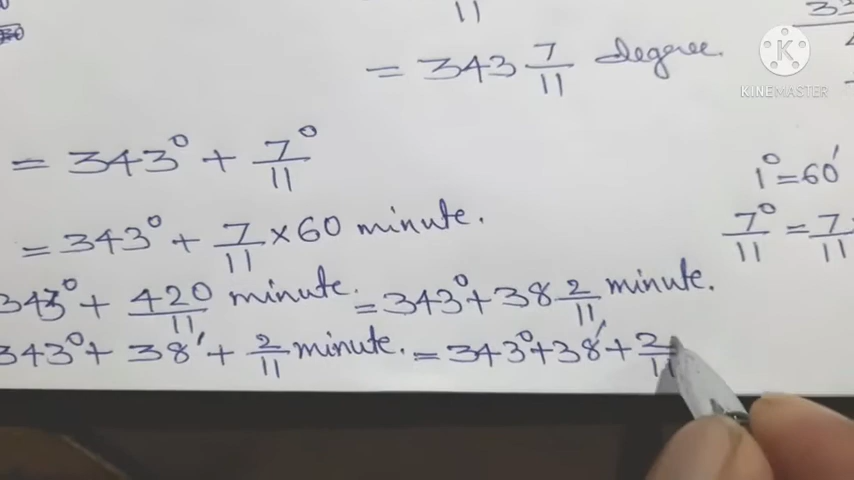 11
= 343 7/11 degree.
KINEMASTER
= 343° + 7°/11
1° = 60'
= 343° + 7/11 × 60 minute.
7°/11 = 7/11
343° + 420/11 minute. = 343° + 38 2/11 minute.
343° + 38' + 2/11 minute. = 343° + 38' + 2/11